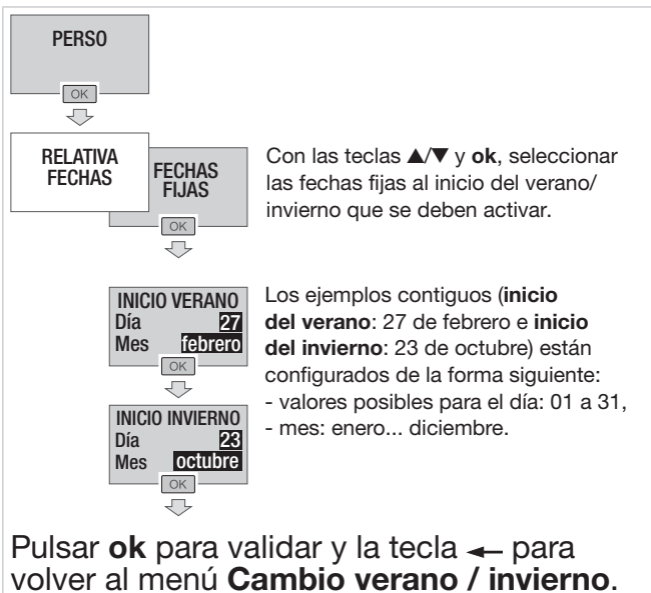 PERSO
OK
RELATIVA
FECHAS
FECHAS
FIJAS
OK
Con las teclas ▲/▼ y ok, seleccionar
las fechas fijas al inicio del verano/
invierno que se deben activar.
INICIO VERANO
Día 27
Mes febrero
OK
INICIO INVIERNO
Día 23
Mes octubre
OK
Los ejemplos contiguos (inicio
del verano: 27 de febrero e inicio
del invierno: 23 de octubre) están
configurados de la forma siguiente:
- valores posibles para el día: 01 a 31,
- mes: enero... diciembre.
Pulsar ok para validar y la tecla ← para
volver al menú Cambio verano / invierno.